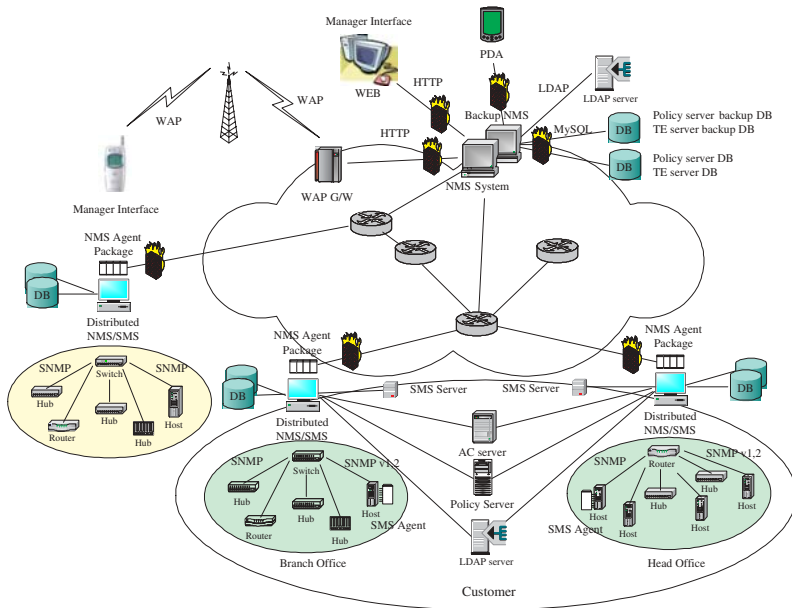 Manager Interface
PDA
WEB
HTTP
LDAP
LDAP server
WAP
WAP
Backup NMS
MySQL
HTTP
DB
Policy server backup DB
TE server backup DB
DB
Policy server DB
TE server DB
WAP G/W
NMS System
Manager Interface
NMS Agent
Package
DB
Distributed
NMS/SMS
SNMP
SNMP
Switch
Hub
Hub
Host
Router
Hub
NMS Agent
Package
NMS Agent
Package
DB
SMS Server
SMS Server
DB
Distributed
NMS/SMS
Distributed
NMS/SMS
AC server
SNMP
SNMP v1,2
Switch
Hub
Hub
Host
Router
Hub
SMS Agent
Policy Server
SNMP
SNMP v1,2
Router
Hub
Hub
Host
Host
Host
Host
SMS Agent
LDAP server
Branch Office
Head Office
Customer